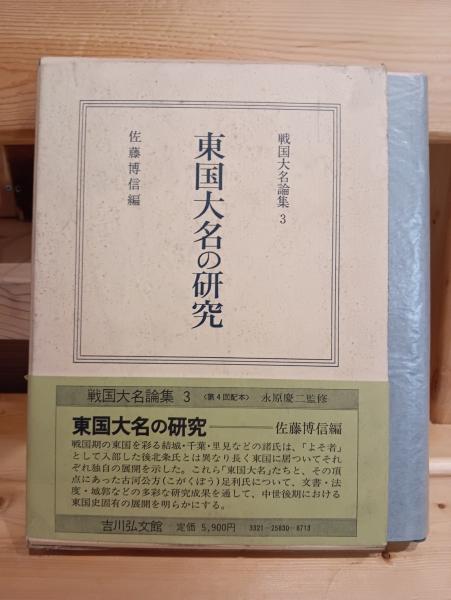 戦国大名論集 3
東国大名の研究
佐藤博信編
戦国大名論集 3 〈第4回配本〉 永原慶二監修
東国大名の研究――佐藤博信編
戦国期の東国を彩る結城・千葉・里見などの諸氏は、「よそ者」
として入部した後北条氏とは異なり長く東国に居ついてそれ
ぞれ独自の展開を示した。これら「東国大名」たちと、その頂
点にあった古河公方(こがくぼう)足利氏について、文書・法
度・城郭などの多彩な研究成果を通して、中世後期における
東国史固有の展開を明らかにする。
吉川弘文館 定価 5,900円 3321-25830-8713